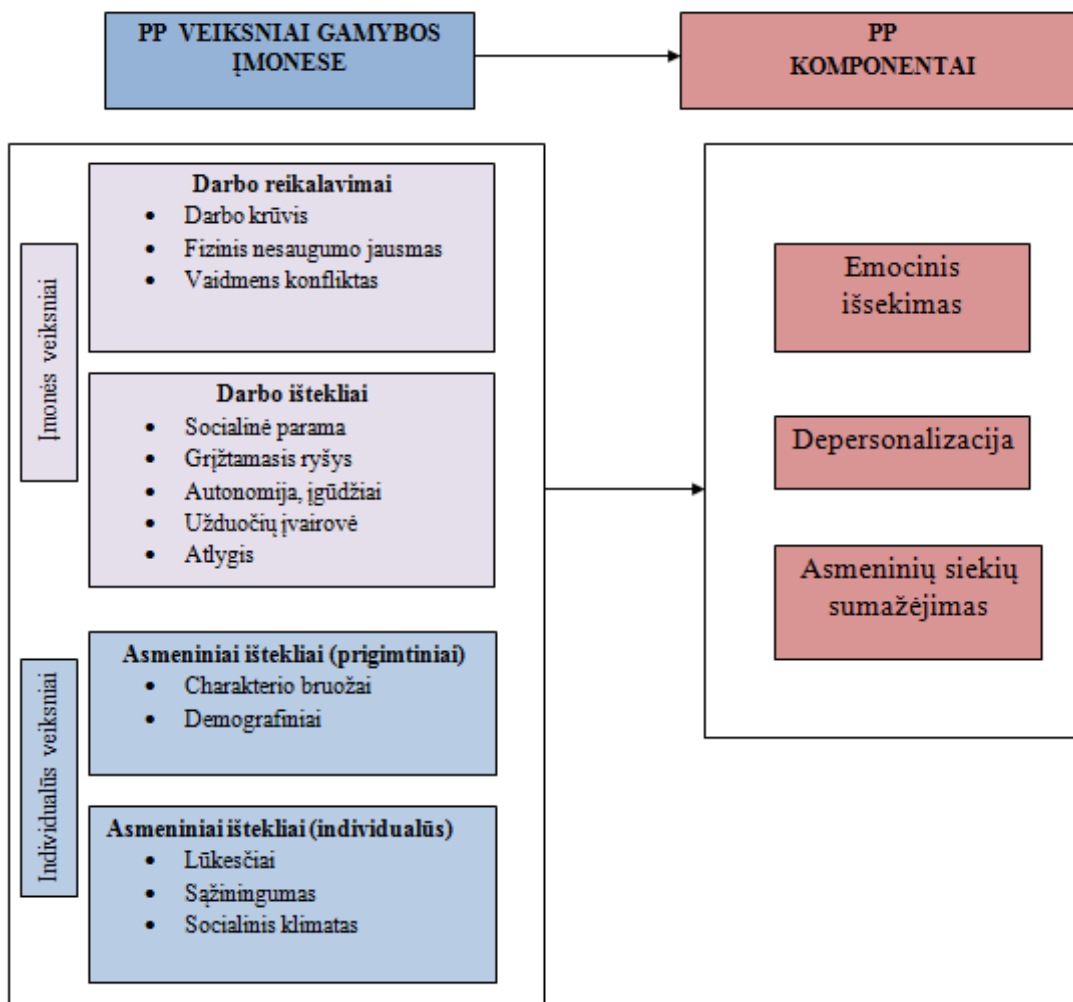 PP VEIKSNIAI GAMYBOS
ĮMONESE
PP
KOMPONENTAI
Įmonės veiksniai
Darbo reikalavimai
• Darbo krūvis
• Fizinis nesaugumo jausmas
• Vaidmens konfliktas
Darbo ištekliai
• Socialinė parama
• Grįžtamasis ryšys
• Autonomija, įgūdžiai
• Užduočių įvairovė
• Atlygis
Individualūs veiksniai
Asmeniniai ištekliai (prigimtiniai)
• Charakterio bruožai
• Demografiniai
Asmeniniai ištekliai (individualūs)
• Lūkesčiai
• Sąžiningumas
• Socialinis klimatas
Emocinis
išsekimas
Depersonalizacija
Asmeninių siekių
sumažėjimas